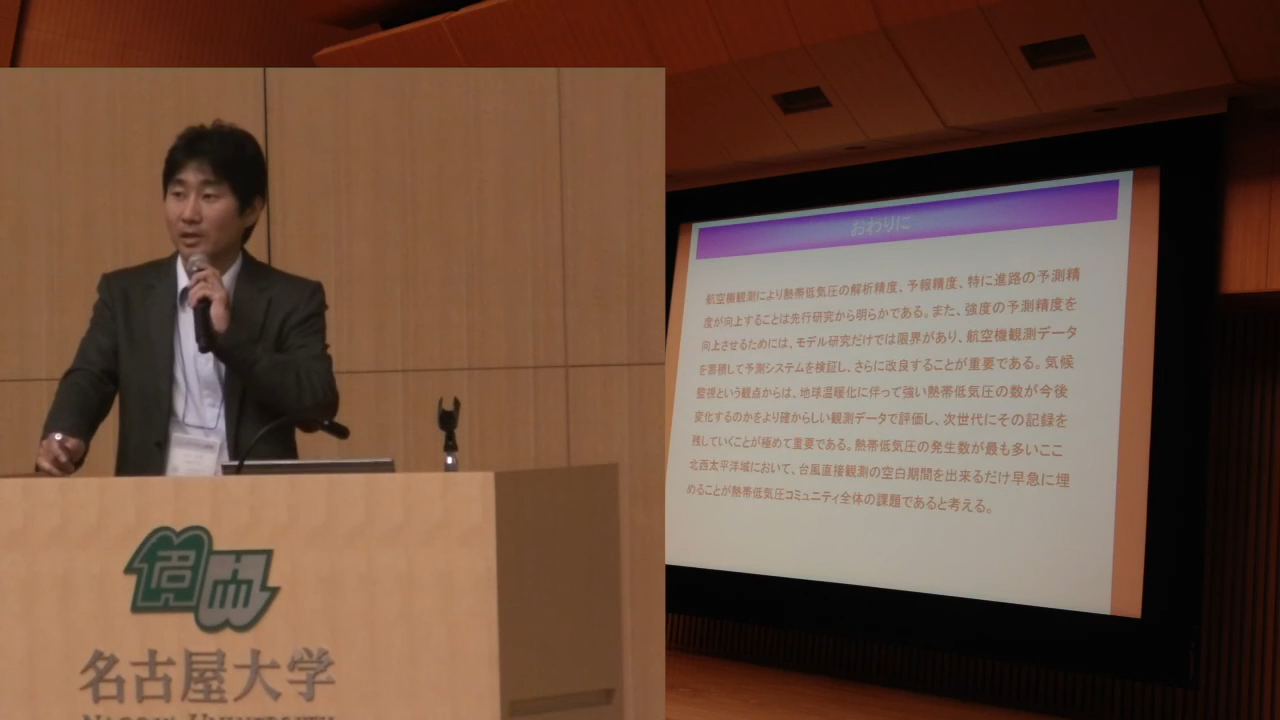 おわりに
航空機観測により熱帯低気圧の解析精度、予報精度、特に進路の予測精
度が向上することは先行研究から明らかである。また、強度の予測精度を
向上させるためには、モデル研究だけでは限界があり、航空機観測データ
を蓄積して予測システムを検証し、さらに改良することが重要である。気候
監視という観点からは、地球温暖化に伴って強い熱帯低気圧の数が今後
変化するのかをより確からしい観測データで評価し、次世代にその記録を
残していくことが極めて重要である。熱帯低気圧の発生数が最も多いここ
北西太平洋域において、台風直接観測の空白期間を出来るだけ早急に埋
めることが熱帯低気圧コミュニティ全体の課題であると考える。
名大
名古屋大学
NAGOYA UNIVERSITY